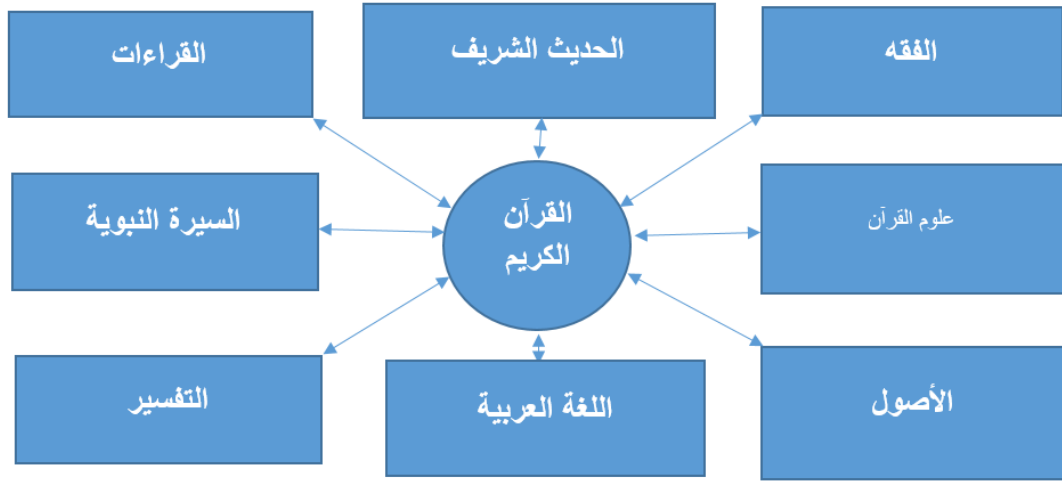 الفقه
الحديث الشريف
القراءات
علوم القرآن
القرآن
الكريم
السيرة النبوية
الأصول
اللغة العربية
التفسير